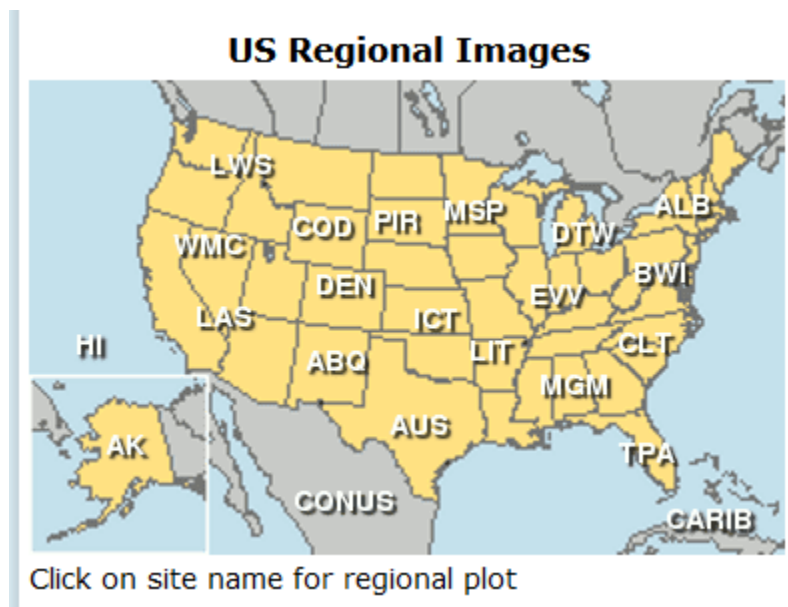 US Regional Images
LWS
COD
PIR
MSP
ALB
WMC
DTW
DEN
EVV
BWI
LAS
ICT
HI
ABQ
LIT
CLT
MGM
AUS
AK
TPA
CONUS
CARIB
Click on site name for regional plot